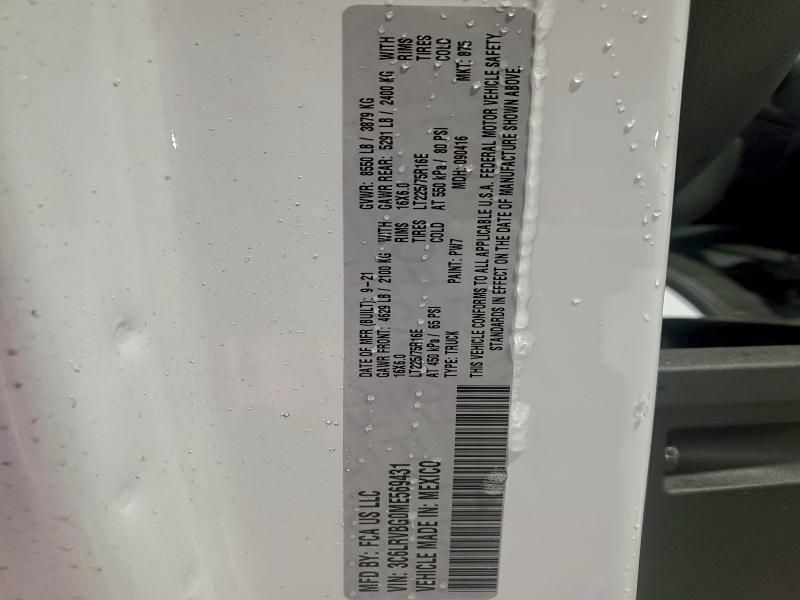 MFD BY: FCA US LLC
VIN: 3C6LRVBG0ME569431
VEHICLE MADE IN: MEXICO
DATE OF MFR (BUILT): 9-21 GVWR: 8550 LB / 3879 KG
GAWR FRONT: 4629 LB / 2100 KG WITH GAWR REAR: 5291 LB / 2400 KG WITH
16X6.0 RIMS 16X6.0 RIMS
LT225/75R16E TIRES LT225/75R16E TIRES
AT 450 kPa / 65 PSI COLD AT 550 kPa / 80 PSI COLD
TYPE: TRUCK PAINT: PW7 MDH: 090416 MKT: 875
THIS VEHICLE CONFORMS TO ALL APPLICABLE U.S.A. FEDERAL MOTOR VEHICLE SAFETY
STANDARDS IN EFFECT ON THE DATE OF MANUFACTURE SHOWN ABOVE.